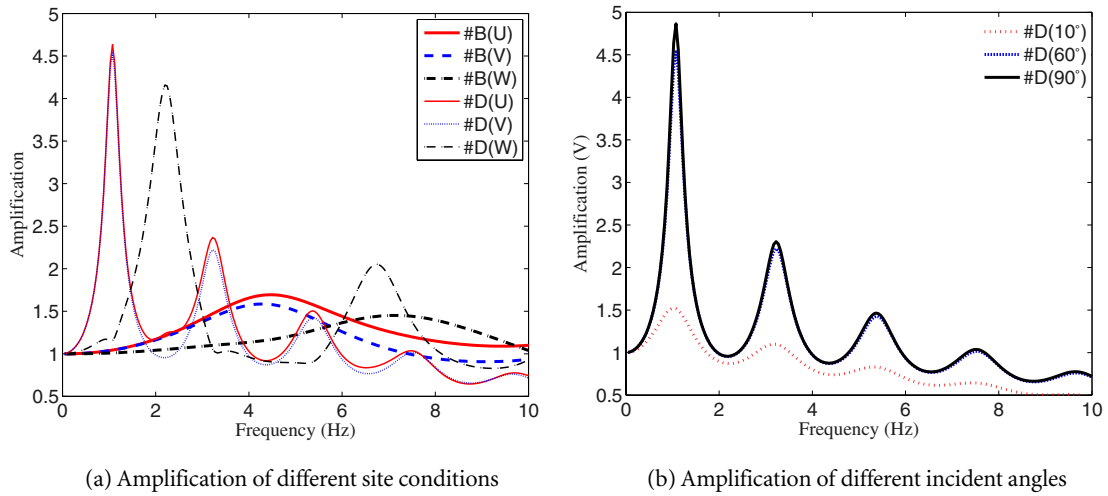 5
4.5
4
3.5
3
2.5
2
1.5
1
0.5
0 2 4 6 8 10
Amplification
Frequency (Hz)
#B(U)
#B(V)
#B(W)
#D(U)
#D(V)
#D(W)
(a) Amplification of different site conditions
5
4.5
4
3.5
3
2.5
2
1.5
1
0.5
0 2 4 6 8 10
Amplification (V)
Frequency (Hz)
#D(10°)
#D(60°)
#D(90°)
(b) Amplification of different incident angles